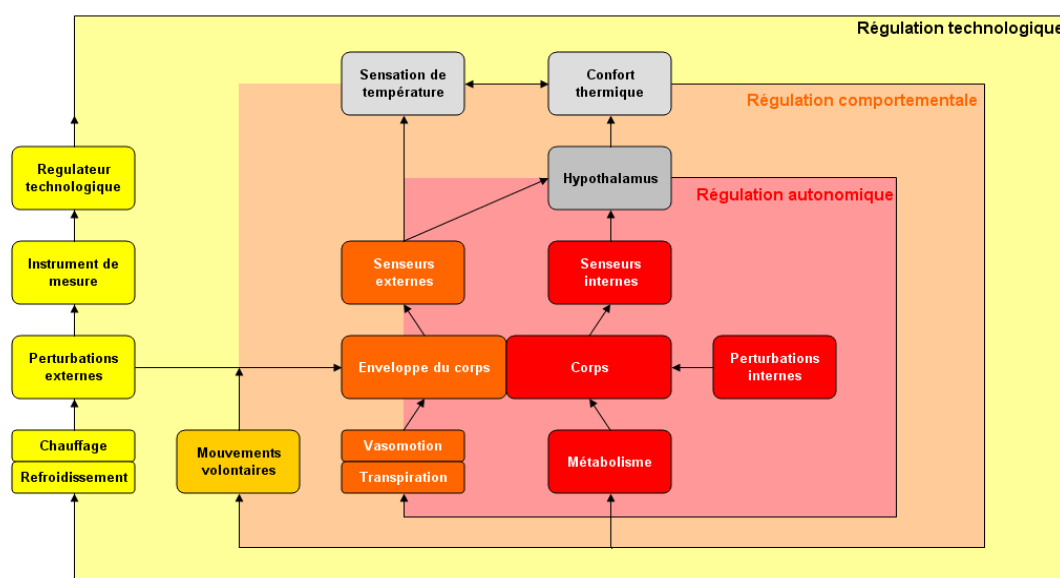 Régulation technologique
Sensation de
température
Confort
thermique
Régulation comportementale
Regulateur
technologique
Hypothalamus
Régulation autonomique
Instrument de
mesure
Senseurs
externes
Senseurs
internes
Perturbations
externes
Enveloppe du corps
Corps
Perturbations
internes
Chauffage
Refroidissement
Mouvements
volontaires
Vasomotion
Transpiration
Métabolisme